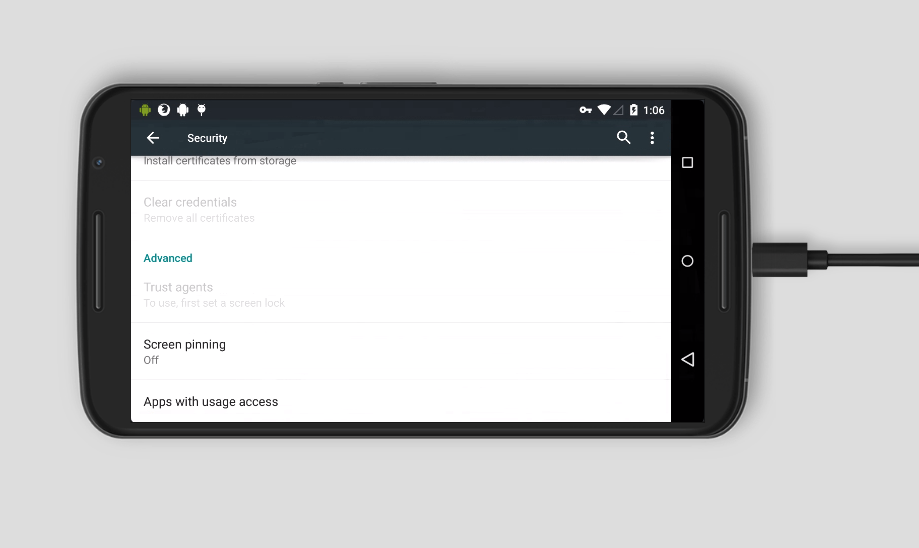 1:06
Security
Install certificates from storage
Clear credentials
Remove all certificates
Advanced
Trust agents
To use, first set a screen lock
Screen pinning
Off
Apps with usage access